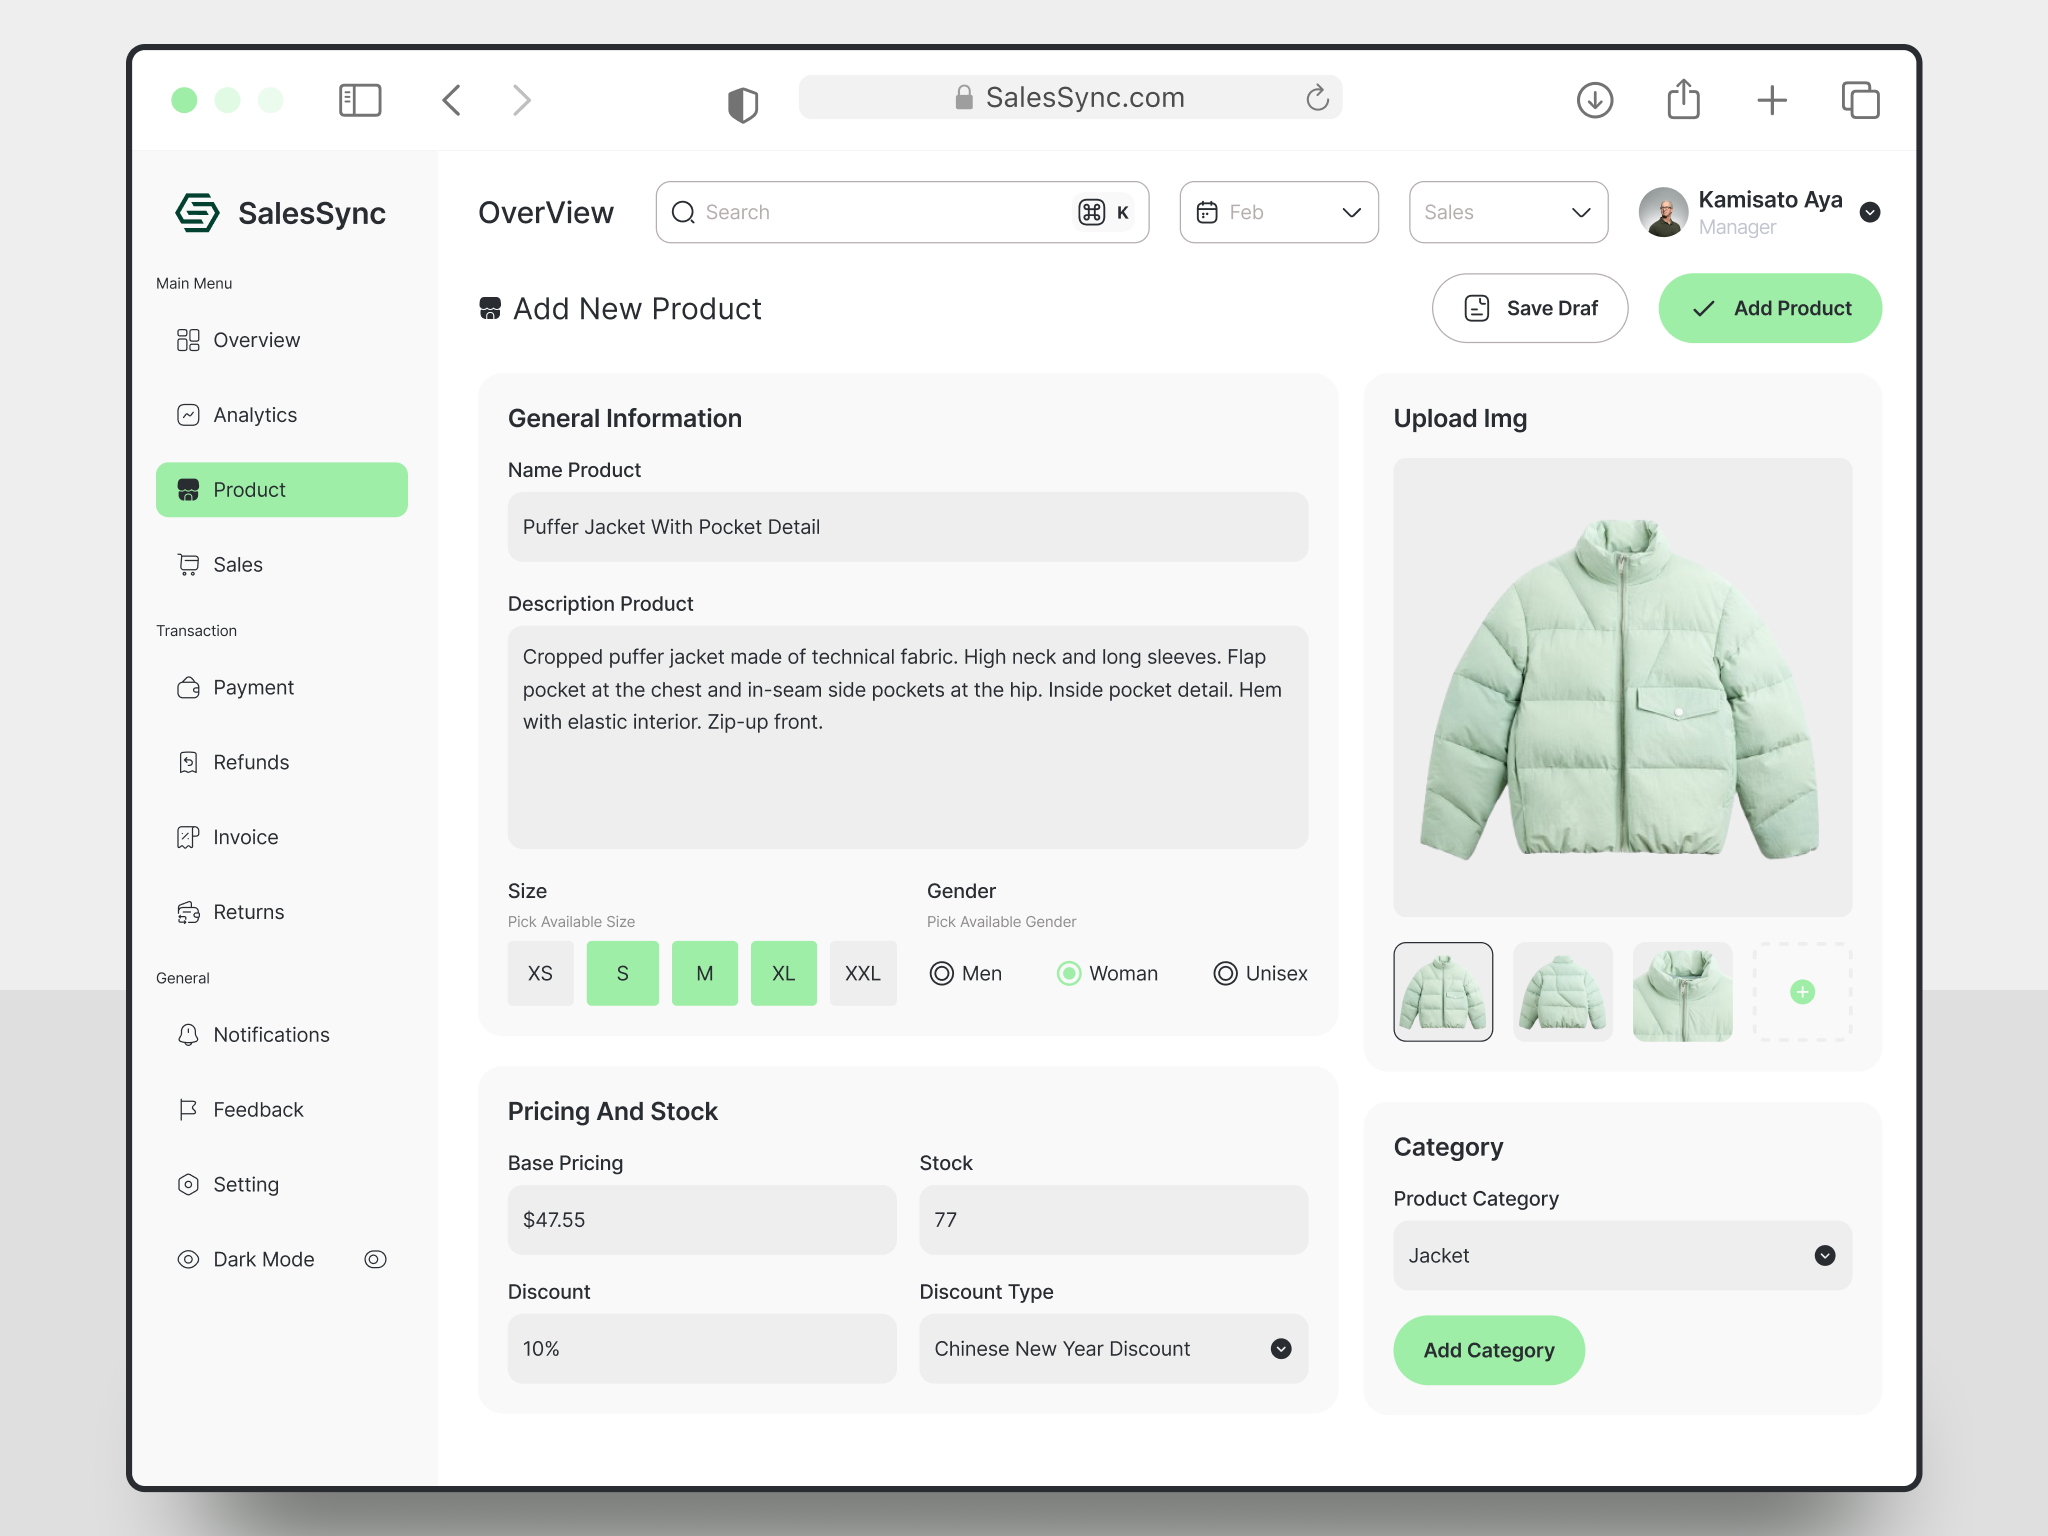 SalesSync.com
SalesSync
OverView
Search
K
Feb
Sales
Kamisato Aya
Manager
Main Menu
Overview
Analytics
Product
Sales
Transaction
Payment
Refunds
Invoice
Returns
General
Notifications
Feedback
Setting
Dark Mode
Add New Product
Save Draf
Add Product
General Information
Name Product
Puffer Jacket With Pocket Detail
Description Product
Cropped puffer jacket made of technical fabric. High neck and long sleeves. Flap
pocket at the chest and in-seam side pockets at the hip. Inside pocket detail. Hem
with elastic interior. Zip-up front.
Size
Pick Available Size
XS
S
M
XL
XXL
Gender
Pick Available Gender
Men
Woman
Unisex
Upload Img
Pricing And Stock
Base Pricing
$47.55
Stock
77
Discount
10%
Discount Type
Chinese New Year Discount
Category
Product Category
Jacket
Add Category